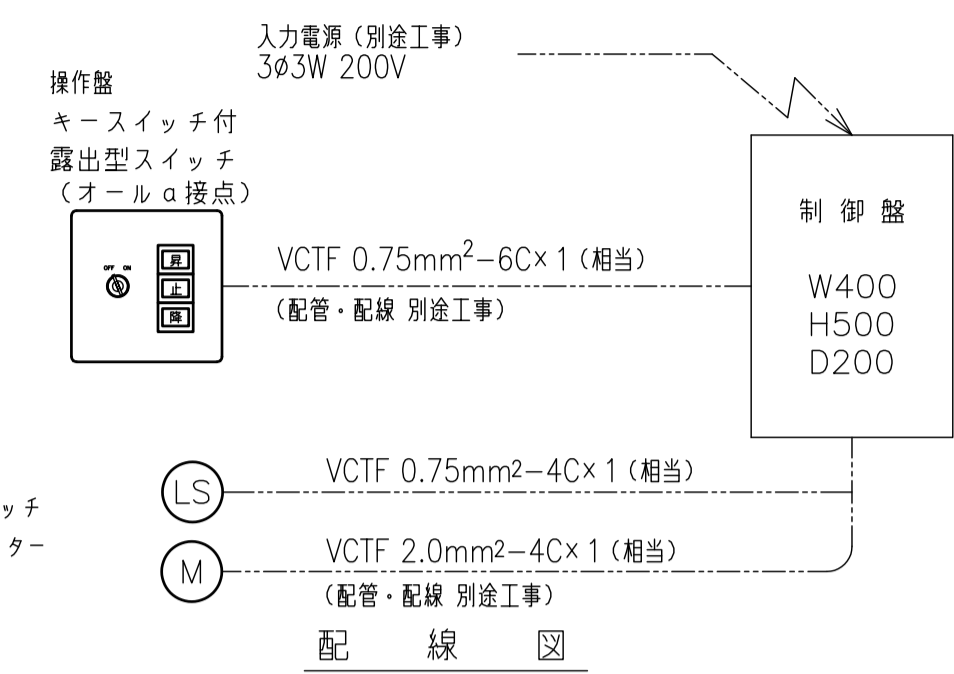 入力電源（別途工事）
3φ3W 200V
操作盤
キースイッチ付
露出型スイッチ
（オールα接点）
OFF ON
昇
止
降
VCTF 0.75mm²−6C×1（相当）
（配管・配線 別途工事）
制御盤
W400
H500
D200
ッチ
ター
LS
VCTF 0.75mm²−4C×1（相当）
M
VCTF 2.0mm²−4C×1（相当）
（配管・配線 別途工事）
配線図